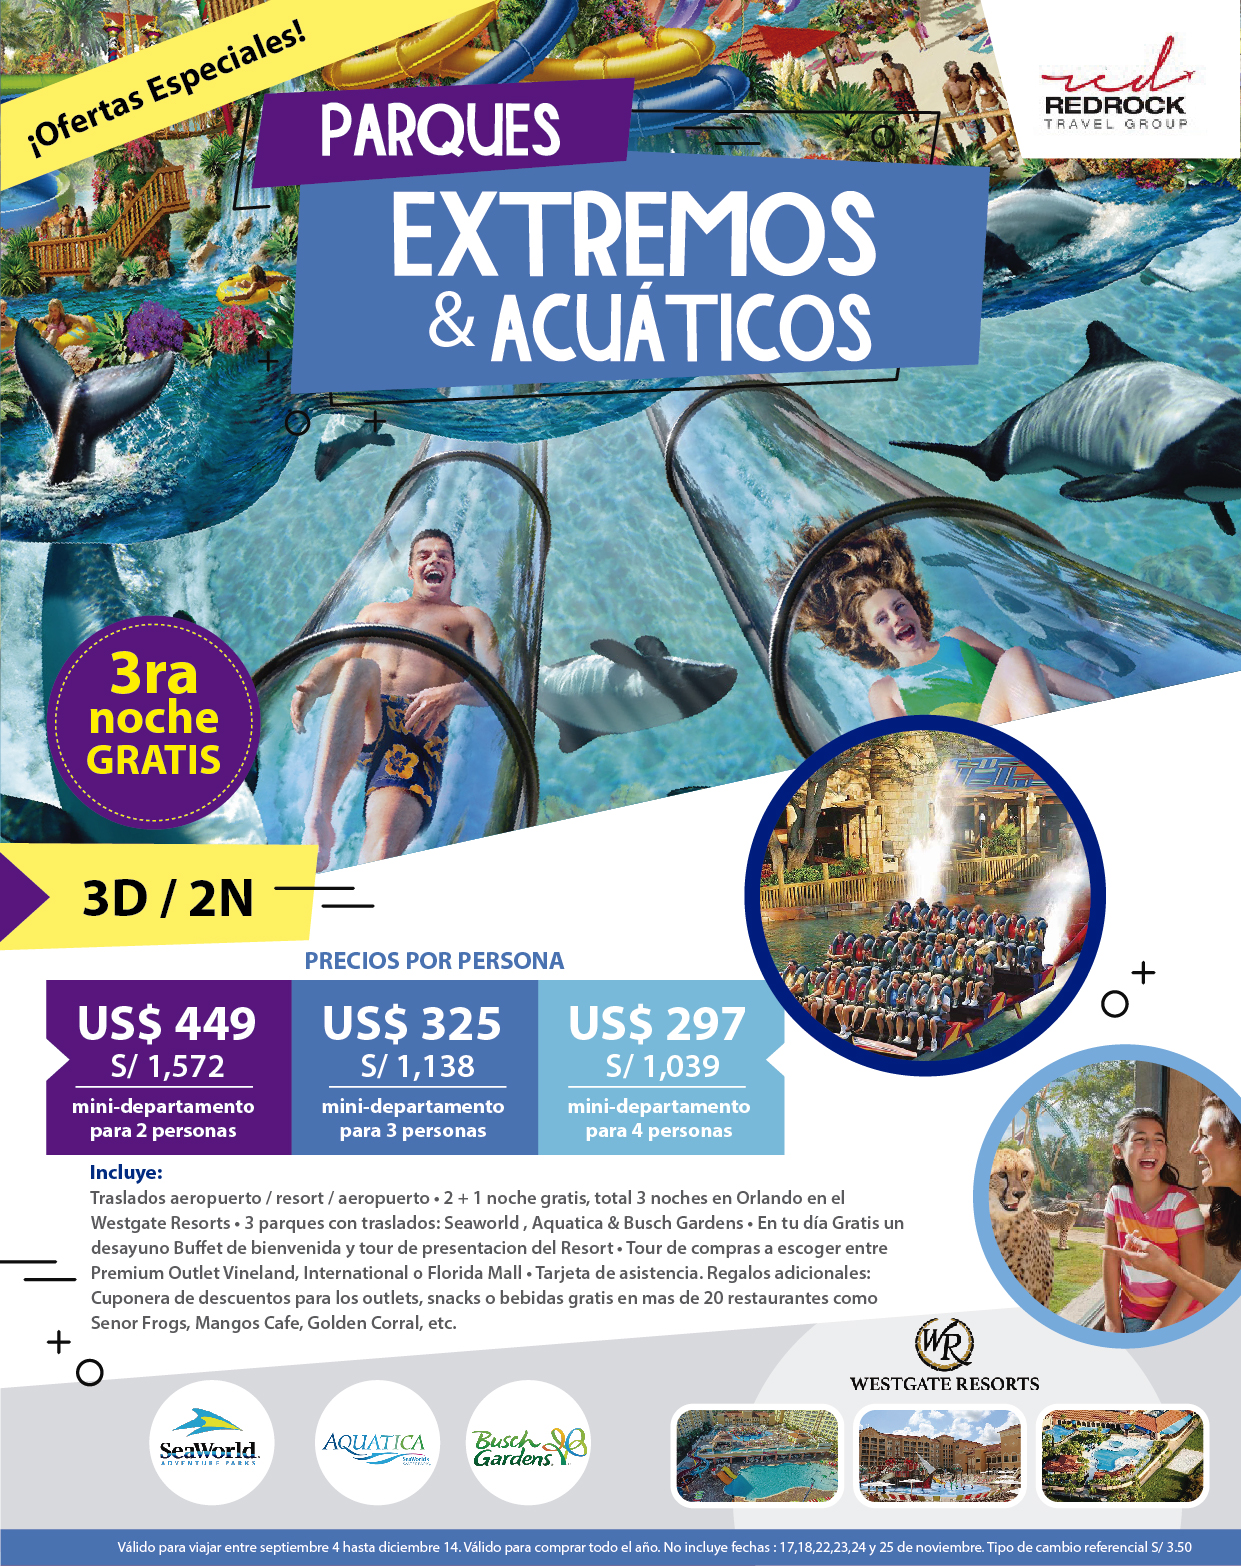 ¡Ofertas Especiales!
red
REDROCK
TRAVEL GROUP
PARQUES
EXTREMOS
& ACUÁTICOS
3ra
noche
GRATIS
3D / 2N
PRECIOS POR PERSONA
US$ 449
S/ 1,572
mini-departamento
para 2 personas
US$ 325
S/ 1,138
mini-departamento
para 3 personas
US$ 297
S/ 1,039
mini-departamento
para 4 personas
Incluye:
Traslados aeropuerto / resort / aeropuerto • 2 + 1 noche gratis, total 3 noches en Orlando en el
Westgate Resorts • 3 parques con traslados: Seaworld , Aquatica & Busch Gardens • En tu día Gratis un
desayuno Buffet de bienvenida y tour de presentacion del Resort • Tour de compras a escoger entre
Premium Outlet Vineland, International o Florida Mall • Tarjeta de asistencia. Regalos adicionales:
Cuponera de descuentos para los outlets, snacks o bebidas gratis en mas de 20 restaurantes como
Senor Frogs, Mangos Cafe, Golden Corral, etc.
WR
WESTGATE RESORTS
SeaWorld
ADVENTURE PARKS
AQUATICA
SeaWorld's
Busch
Gardens
Válido para viajar entre septiembre 4 hasta diciembre 14. Válido para comprar todo el año. No incluye fechas : 17,18,22,23,24 y 25 de noviembre. Tipo de cambio referencial S/ 3.50